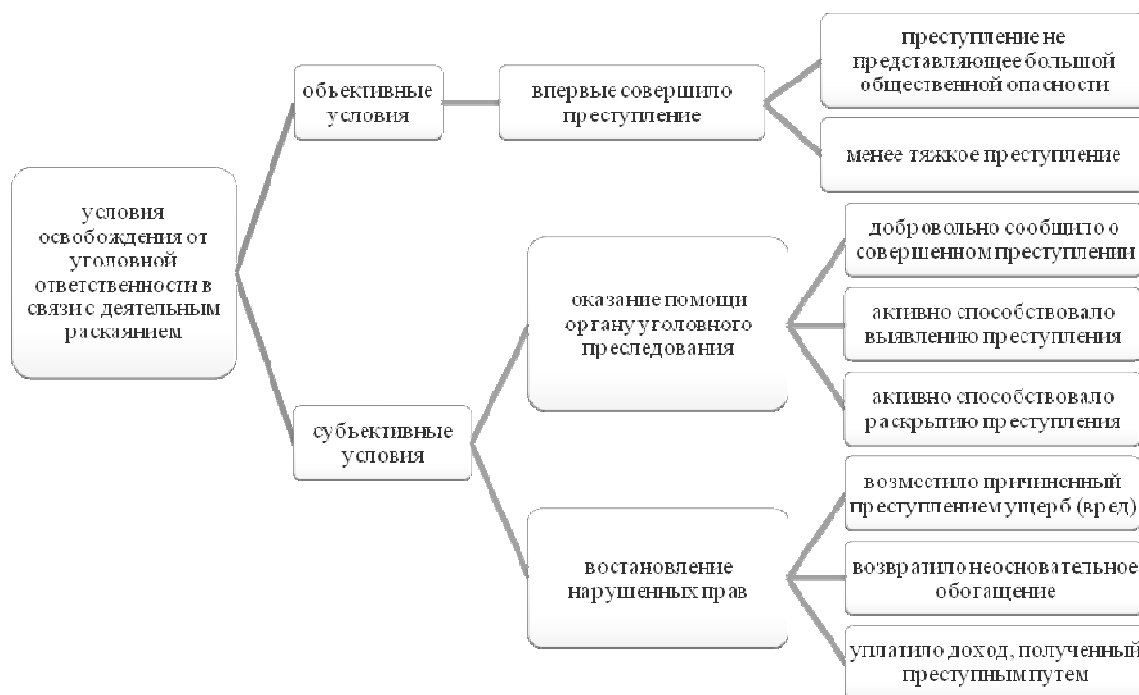 условия
освобождения от
уголовной
ответственности в
связи с деятельным
раскаянием
объективные
условия
впервые совершило
преступление
преступление не
представляющее большой
общественной опасности
менее тяжкое преступление
субъективные
условия
оказание помощи
органу уголовного
преследования
добровольно сообщило о
совершенном преступлении
активно способствовало
выявлению преступления
активно способствовало
раскрытию преступления
востановление
нарушенных прав
возместило причиненный
преступлением ущерб (вред)
возвратило неосновательное
обогащение
уплатило доход, полученный
преступным путем